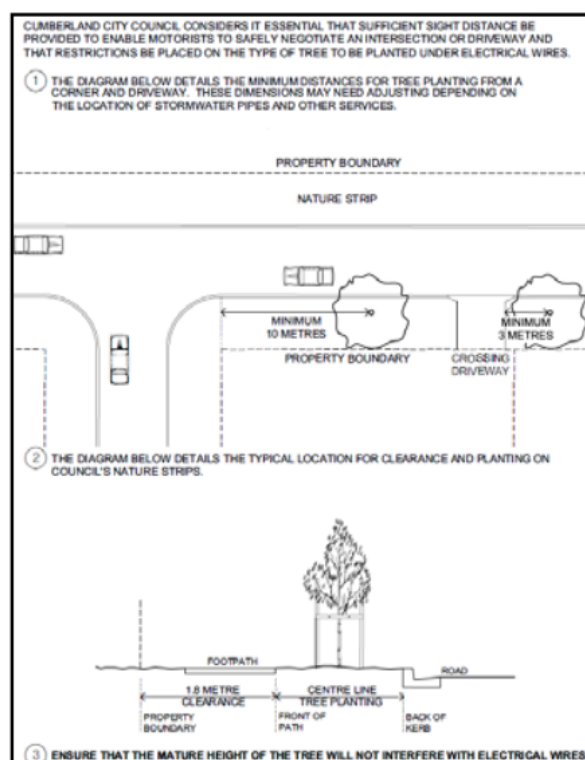 CUMBERLAND CITY COUNCIL CONSIDERS IT ESSENTIAL THAT SUFFICIENT SIGHT DISTANCE BE
PROVIDED TO ENABLE MOTORISTS TO SAFELY NEGOTIATE AN INTERSECTION OR DRIVEWAY AND
THAT RESTRICTIONS BE PLACED ON THE TYPE OF TREE TO BE PLANTED UNDER ELECTRICAL WIRES.
1 THE DIAGRAM BELOW DETAILS THE MINIMUM DISTANCES FOR TREE PLANTING FROM A
CORNER AND DRIVEWAY. THESE DIMENSIONS MAY NEED ADJUSTING DEPENDING ON
THE LOCATION OF STORMWATER PIPES AND OTHER SERVICES.
PROPERTY BOUNDARY
NATURE STRIP
MINIMUM
10 METRES
MINIMUM
3 METRES
PROPERTY BOUNDARY
CROSSING
DRIVEWAY
2 THE DIAGRAM BELOW DETAILS THE TYPICAL LOCATION FOR CLEARANCE AND PLANTING ON
COUNCIL'S NATURE STRIPS.
FOOTPATH
ROAD
1.8 METRE
CLEARANCE
CENTRE LINE
TREE PLANTING
PROPERTY
BOUNDARY
FRONT OF
PATH
BACK OF
KERB
3 ENSURE THAT THE MATURE HEIGHT OF THE TREE WILL NOT INTERFERE WITH ELECTRICAL WIRES